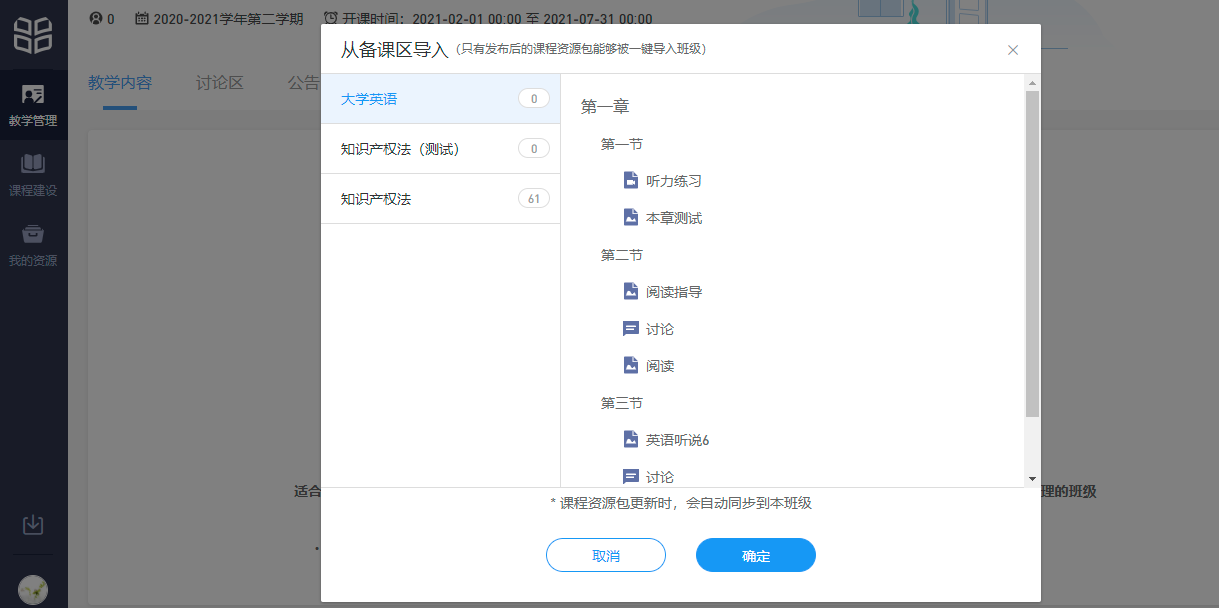 0 2020-2021学年第二学期 开课时间：2021-02-01 00:00 至 2021-07-31 00:00
从备课区导入（只有发布后的课程资源包能够被一键导入班级）
教学内容 讨论区 公告
教学管理
课程建设
我的资源
大学英语 0
知识产权法（测试） 0
知识产权法 61
第一章
第一节
听力练习
本章测试
第二节
阅读指导
讨论
阅读
第三节
英语听说6
讨论
适合
理的班级
* 课程资源包更新时，会自动同步到本班级
取消 确定